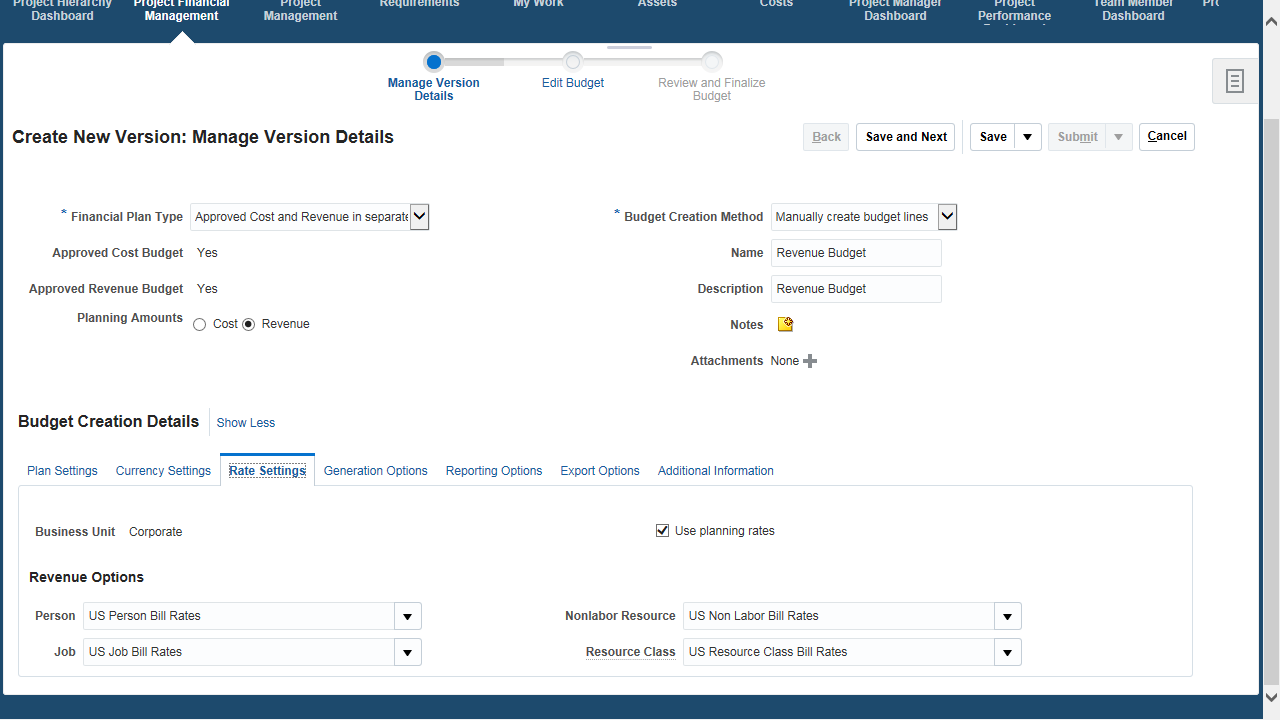 Project Hierarchy Dashboard
Project Financial Management
Project Management
Requirements
My Work
Assets
Costs
Project Manager Dashboard
Project Performance
Team Member Dashboard
Manage Version Details
Edit Budget
Review and Finalize Budget
Create New Version: Manage Version Details
Back
Save and Next
Save
Submit
Cancel
* Financial Plan Type Approved Cost and Revenue in separate
* Budget Creation Method Manually create budget lines
Approved Cost Budget Yes
Name Revenue Budget
Approved Revenue Budget Yes
Description Revenue Budget
Planning Amounts Cost Revenue
Notes
Attachments None
Budget Creation Details Show Less
Plan Settings Currency Settings Rate Settings Generation Options Reporting Options Export Options Additional Information
Business Unit Corporate
Use planning rates
Revenue Options
Person US Person Bill Rates
Nonlabor Resource US Non Labor Bill Rates
Job US Job Bill Rates
Resource Class US Resource Class Bill Rates